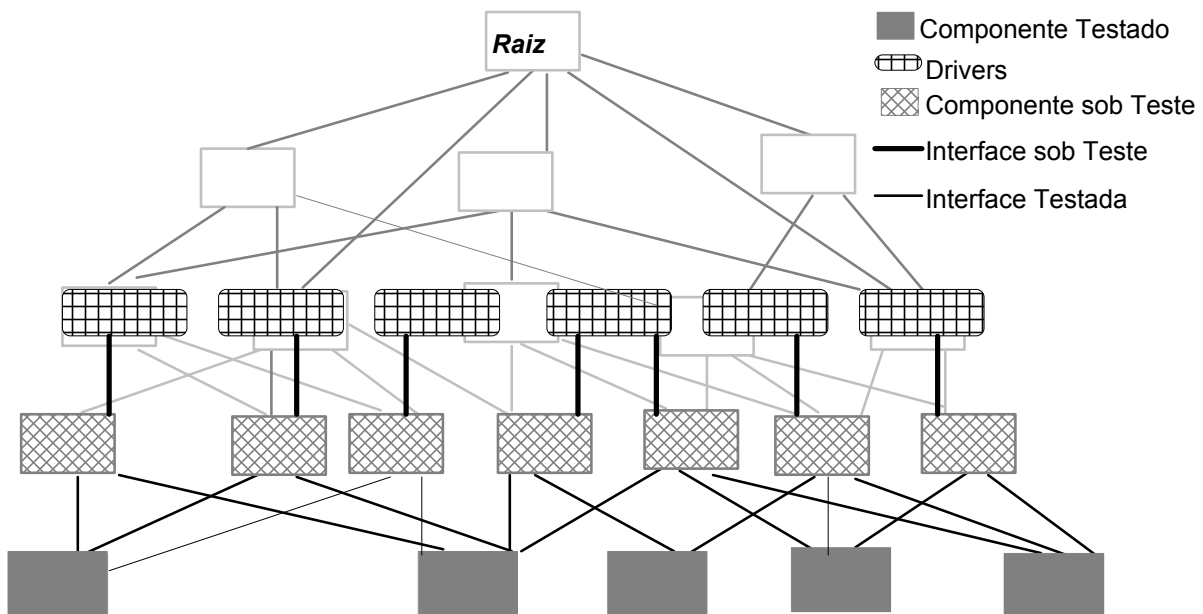 Raiz
Componente Testado
Drivers
Componente sob Teste
Interface sob Teste
Interface Testada